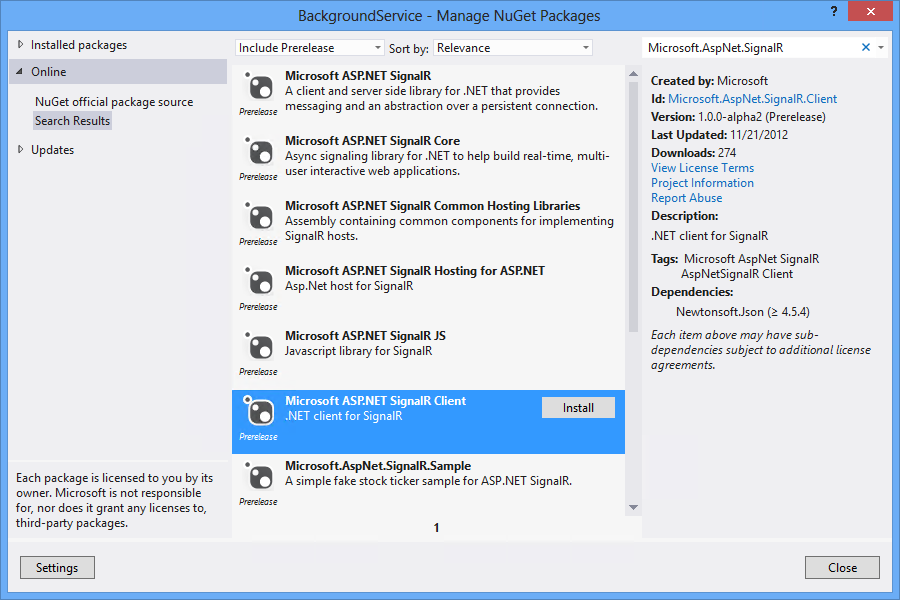 BackgroundService - Manage NuGet Packages
?
Installed packages
Online
NuGet official package source
Search Results
Updates
Each package is licensed to you by its
owner. Microsoft is not responsible
for, nor does it grant any licenses to,
third-party packages.
Include Prerelease
Sort by:
Relevance
Microsoft ASP.NET SignalR
A client and server side library for .NET that provides
messaging and an abstraction over a persistent connection.
Prerelease
Microsoft ASP.NET SignalR Core
Async signaling library for .NET to help build real-time, multi-
user interactive web applications.
Prerelease
Microsoft ASP.NET SignalR Common Hosting Libraries
Assembly containing common components for implementing
SignalR hosts.
Prerelease
Microsoft ASP.NET SignalR Hosting for ASP.NET
Asp.Net host for SignalR
Prerelease
Microsoft ASP.NET SignalR JS
Javascript library for SignalR
Prerelease
Microsoft ASP.NET SignalR Client
.NET client for SignalR
Install
Prerelease
Microsoft.AspNet.SignalR.Sample
A simple fake stock ticker sample for ASP.NET SignalR.
Prerelease
1
Microsoft.AspNet.SignalR
Created by: Microsoft
Id: Microsoft.AspNet.SignalR.Client
Version: 1.0.0-alpha2 (Prerelease)
Last Updated: 11/21/2012
Downloads: 274
View License Terms
Project Information
Report Abuse
Description:
.NET client for SignalR
Tags: Microsoft AspNet SignalR
AspNetSignalR Client
Dependencies:
Newtonsoft.Json (≥ 4.5.4)
Each item above may have sub-
dependencies subject to additional license
agreements.
Settings
Close